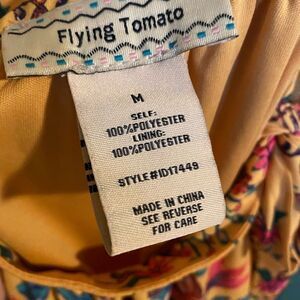 Flying Tomato
M
SELF:
100%POLYESTER
LINING:
100%POLYESTER
STYLE#ID17449
MADE IN CHINA
SEE REVERSE
FOR CARE